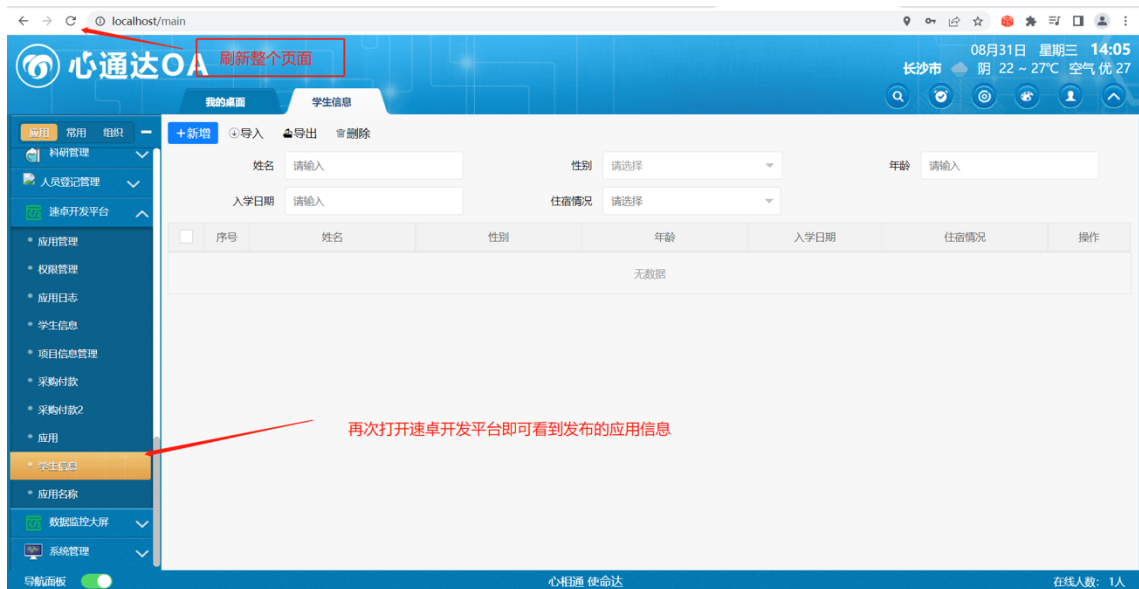 localhost/main
刷新整个页面
心通达OA
08月31日 星期三 14:05
长沙市 阴 22 ~ 27℃ 空气 优 27
我的桌面 学生信息
应用 常用 组织
+新增 导入 导出 删除
科研管理
姓名 请输入 性别 请选择 年龄 请输入
人员登记管理
入学日期 请输入 住宿情况 请选择
速卓开发平台
序号 姓名 性别 年龄 入学日期 住宿情况 操作
应用管理
无数据
权限管理
应用日志
学生信息
项目信息管理
采购付款
采购付款2
再次打开速卓开发平台即可看到发布的应用信息
应用
学生信息
应用名称
数据监控大屏
系统管理
导航面板 心相通 使命达 在线人数: 1人